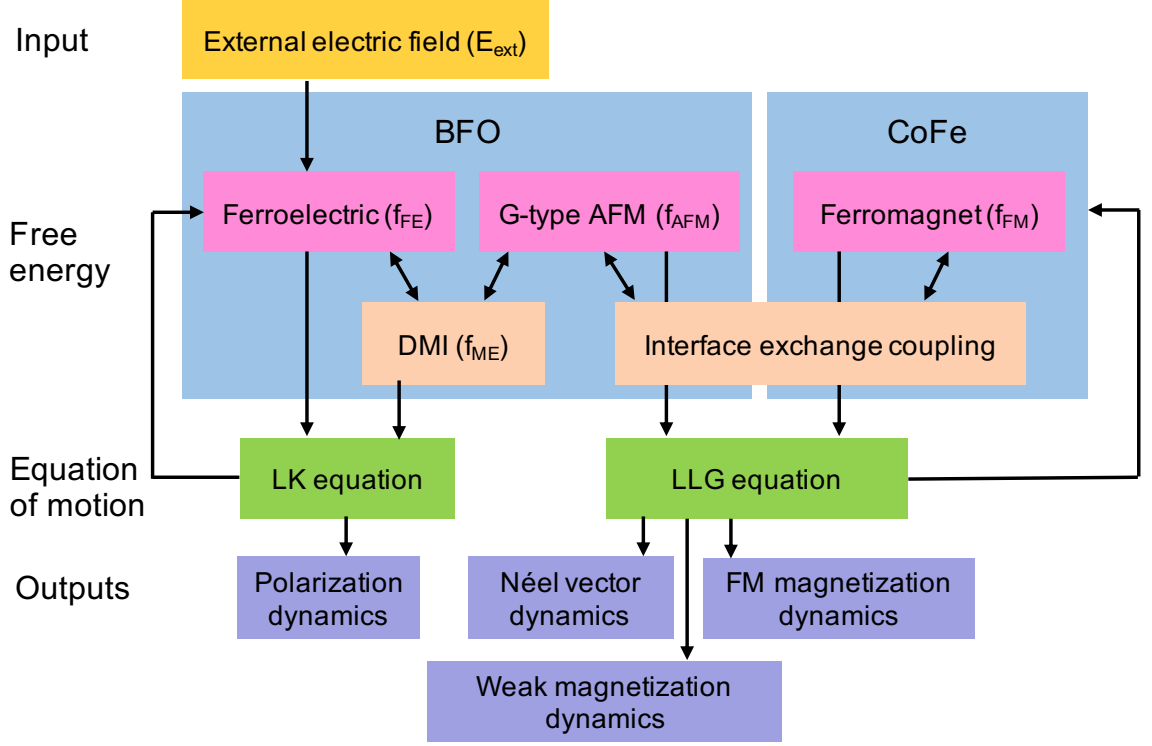 Input
External electric field (E_ext)
BFO
CoFe
Free
energy
Ferroelectric (f_FE)
G-type AFM (f_AFM)
Ferromagnet (f_FM)
DMI (f_ME)
Interface exchange coupling
Equation
of motion
LK equation
LLG equation
Outputs
Polarization
dynamics
Néel vector
dynamics
FM magnetization
dynamics
Weak magnetization
dynamics